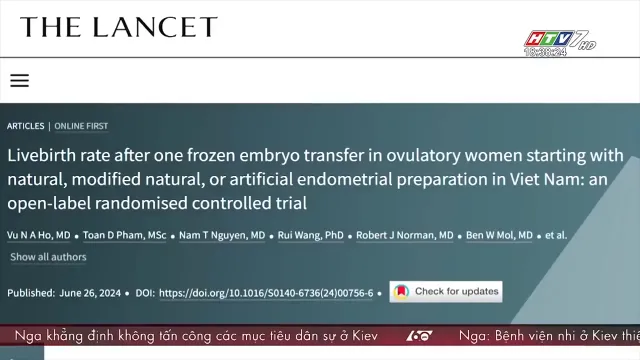 THE LANCET
HTV7 HD
18:38:24
ARTICLES | ONLINE FIRST
Livebirth rate after one frozen embryo transfer in ovulatory women starting with
natural, modified natural, or artificial endometrial preparation in Viet Nam: an
open-label randomised controlled trial
Vu N A Ho, MD • Toan D Pham, MSc • Nam T Nguyen, MD • Rui Wang, PhD • Robert J Norman, MD • Ben W Mol, MD • et al.
Show all authors
Published: June 26, 2024 • DOI: https://doi.org/10.1016/S0140-6736(24)00756-6 • Check for updates
Nga khẳng định không tấn công các mục tiêu dân sự ở Kiev 60 Nga: Bệnh viện nhi ở Kiev thiệ